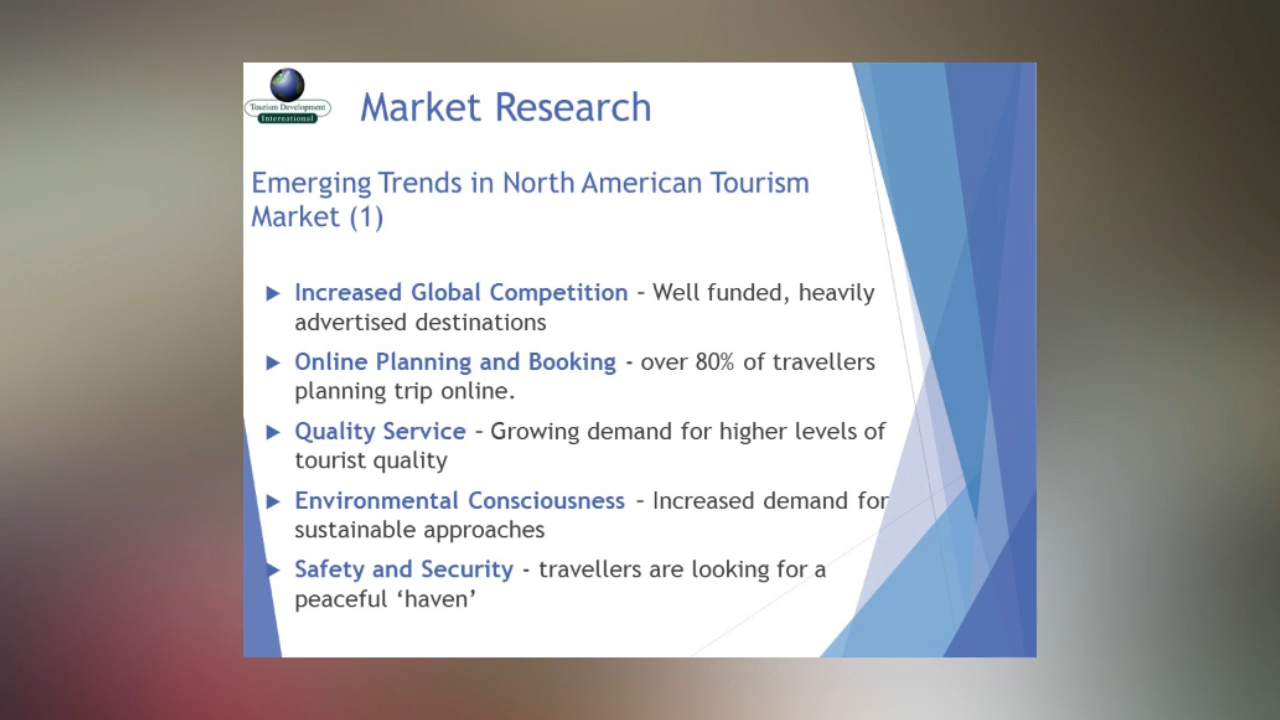 Tourism Development
International
Market Research
Emerging Trends in North American Tourism
Market (1)
Increased Global Competition – Well funded, heavily
advertised destinations
Online Planning and Booking - over 80% of travellers
planning trip online.
Quality Service – Growing demand for higher levels of
tourist quality
Environmental Consciousness – Increased demand for
sustainable approaches
Safety and Security - travellers are looking for a
peaceful ‘haven’